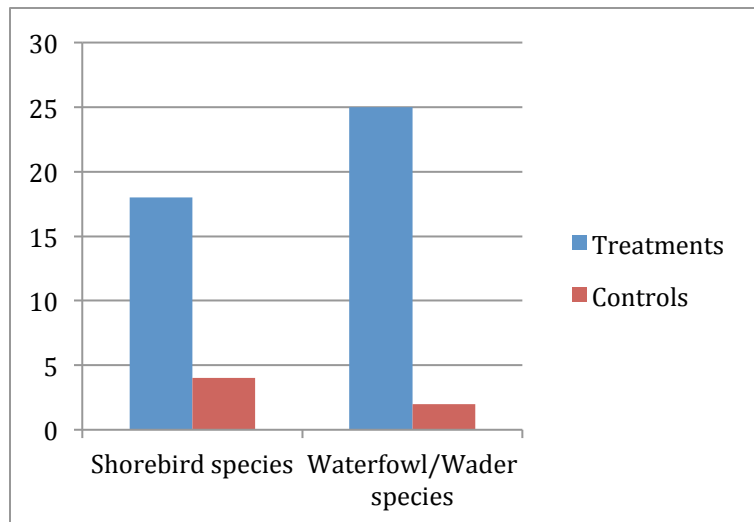 30
25
20
15
10
5
0
Shorebird species
Waterfowl/Wader
species
Treatments
Controls